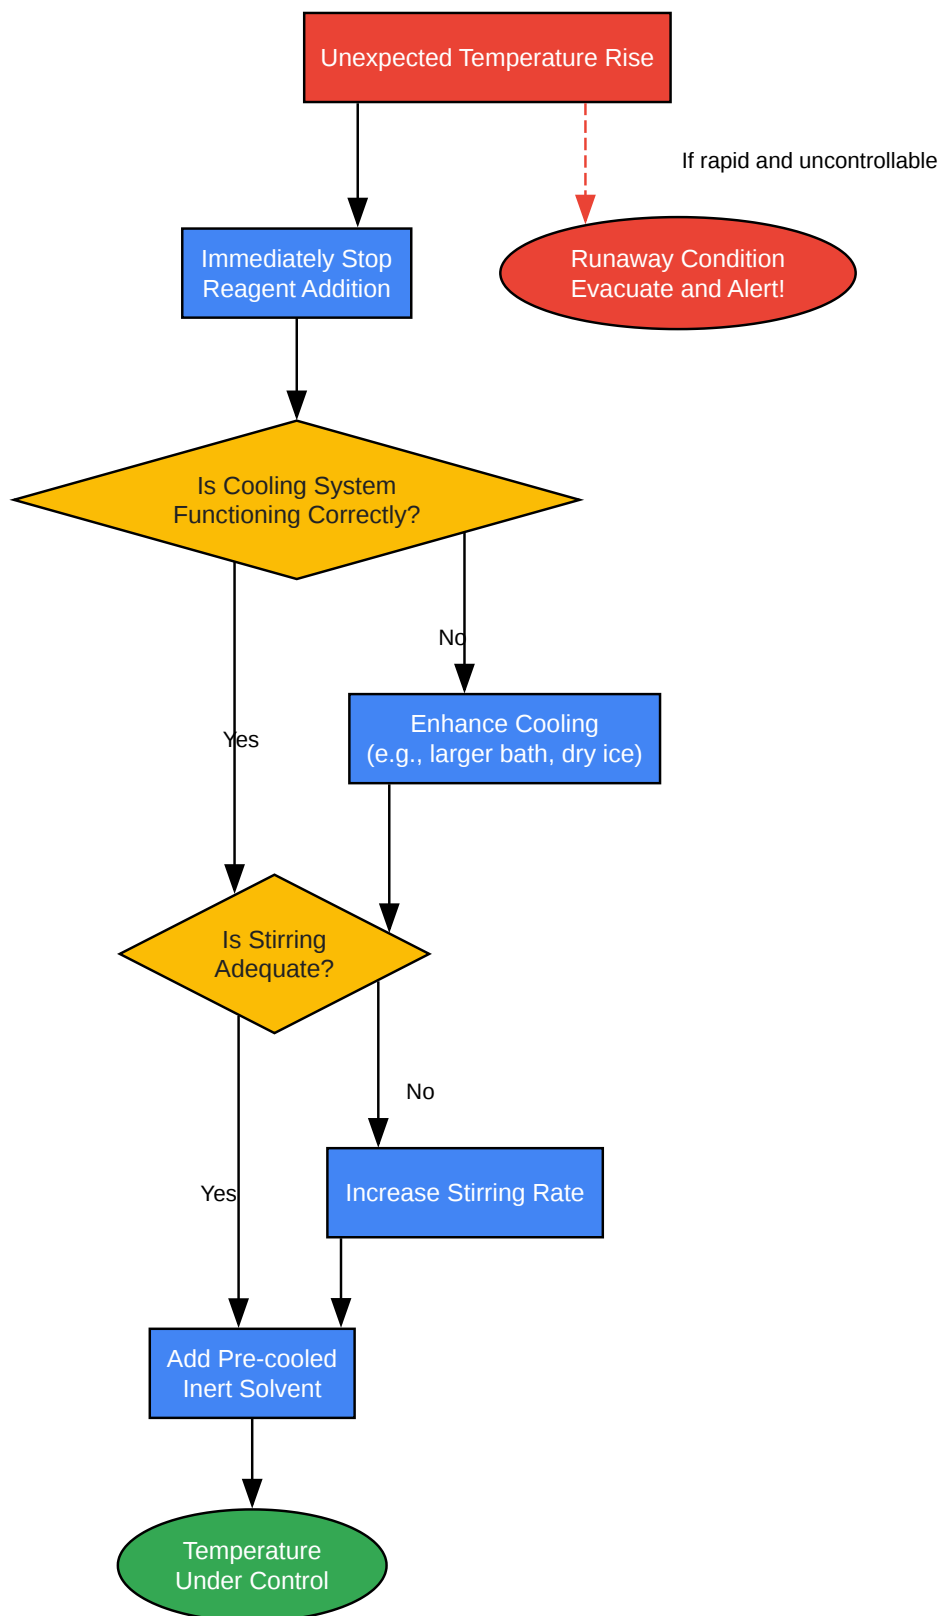 Unexpected Temperature Rise
If rapid and uncontrollable
Immediately Stop
Reagent Addition
Runaway Condition
Evacuate and Alert!
Is Cooling System
Functioning Correctly?
No
Yes
Enhance Cooling
(e.g., larger bath, dry ice)
Is Stirring
Adequate?
No
Yes
Increase Stirring Rate
Add Pre-cooled
Inert Solvent
Temperature
Under Control